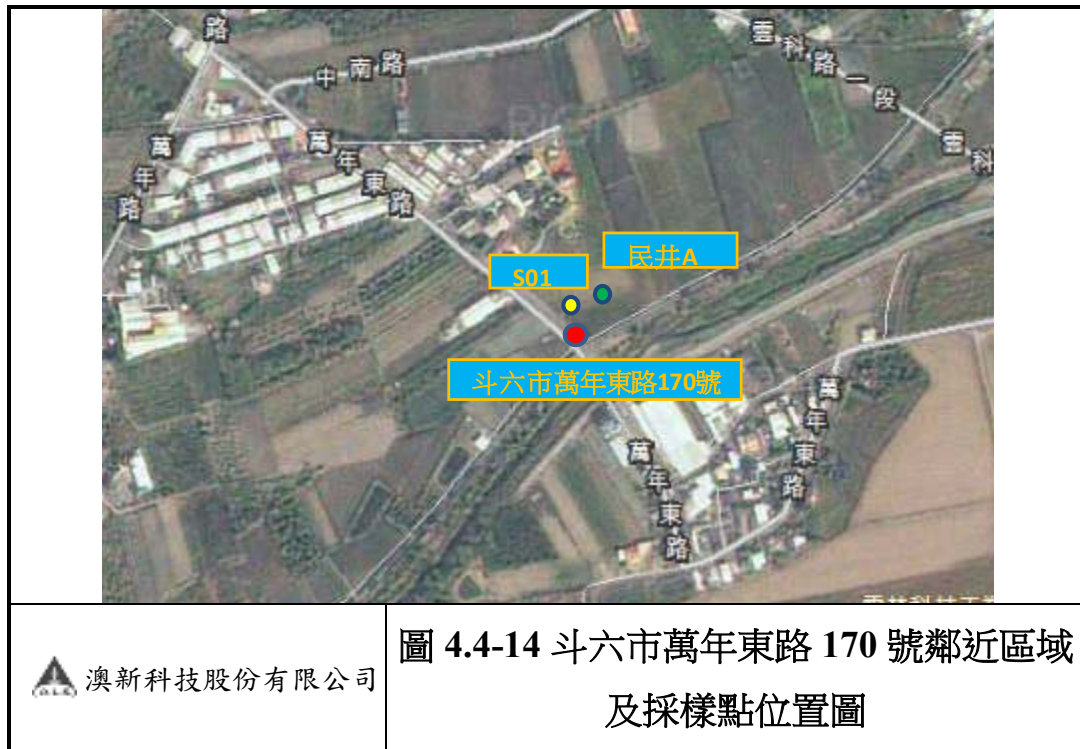 路
中南路
雲科路一段
雲科
萬年路
萬年東路
民井A
S01
斗六市萬年東路170號
萬年東路
萬年東路
澳新科技股份有限公司
圖 4.4-14 斗六市萬年東路 170 號鄰近區域
及採樣點位置圖